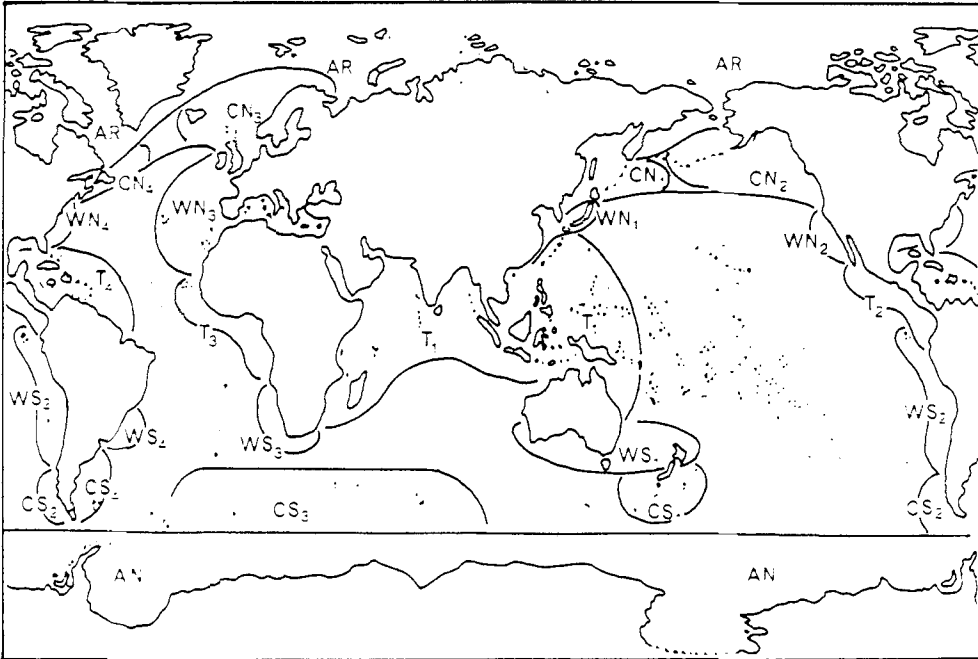 AR
AR
CN₃
AR
CN₄
CN
CN₂
WN₃
WN₄
WN₁
WN₂
T₄
T₃
T₁
T
T₂
WS₂
WS₄
WS₃
WS
WS₂
CS₂
CS₄
CS₃
CS
CS₂
AN
AN